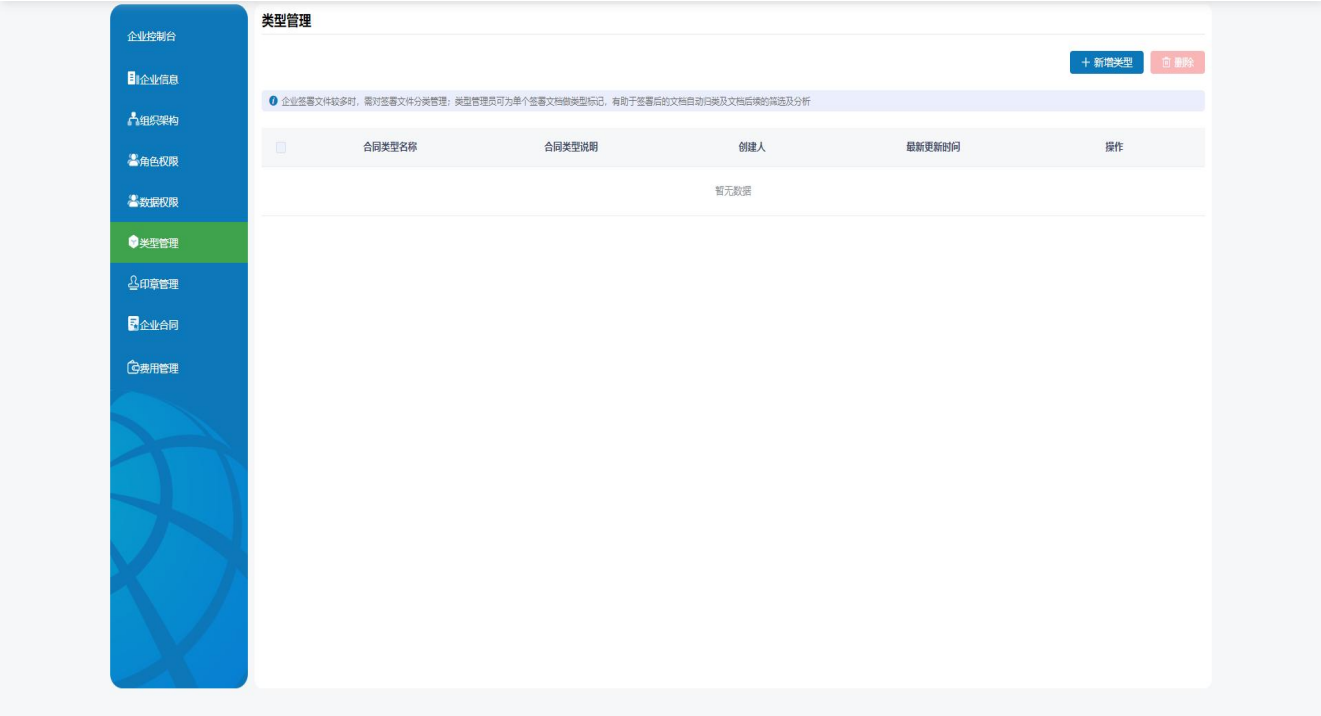 企业控制台
企业信息
组织架构
角色权限
数据权限
类型管理
印章管理
企业合同
费用管理
类型管理
新增类型 删除
企业签署文件较多时，需对签署文件分类管理；类型管理员可为单个签署文档做类型标记，有助于签署后的文档自动归类及文档后续的筛选及分析
合同类型名称 合同类型说明 创建人 最新更新时间 操作
暂无数据